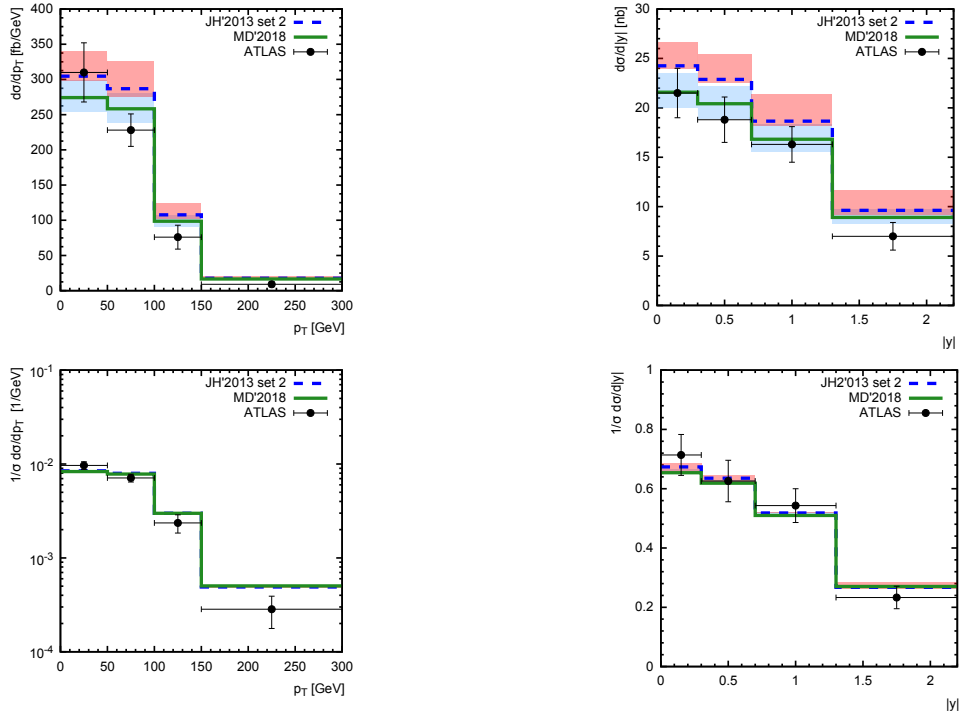 dσ/dp_T [fb/GeV]
400
350
300
250
200
150
100
50
0
JH'2013 set 2
MD'2018
ATLAS
0 50 100 150 200 250 300
p_T [GeV]
dσ/d|y| [nb]
30
25
20
15
10
5
0
JH'2013 set 2
MD'2018
ATLAS
0 0.5 1 1.5 2
|y|
1/σ dσ/dp_T [1/GeV]
10^-1
10^-2
10^-3
10^-4
JH'2013 set 2
MD'2018
ATLAS
0 50 100 150 200 250 300
p_T [GeV]
1/σ dσ/d|y|
1
0.8
0.6
0.4
0.2
0
JH2'013 set 2
MD'2018
ATLAS
0 0.5 1 1.5 2
|y|